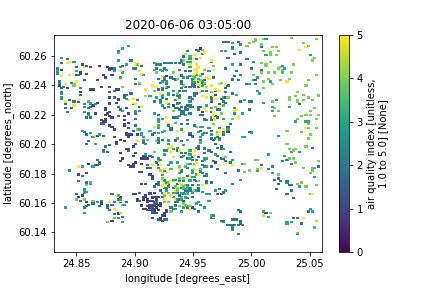 2020-06-06 03:05:00
60.26
60.24
60.22
60.20
60.18
60.16
60.14
latitude [degrees_north]
24.85 24.90 24.95 25.00 25.05
longitude [degrees_east]
5
4
3
2
1
0
air quality index [unitless,
1.0 to 5.0] [None]